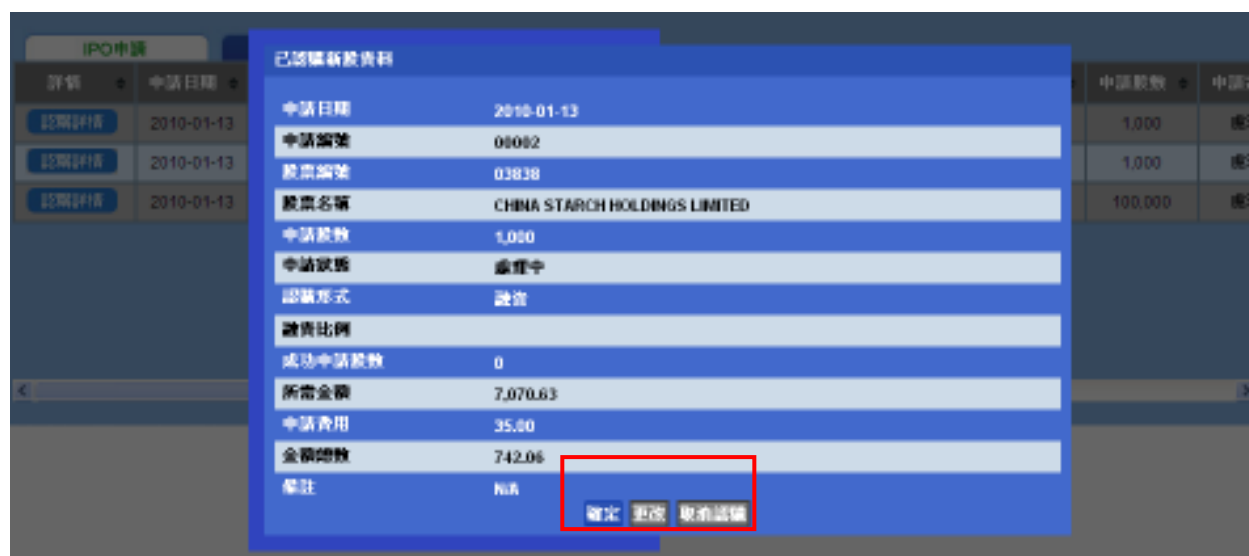 IPO申請
詳情 申請日期 申請股數 申請
認購詳情 2010-01-13 1,000 處
認購詳情 2010-01-13 1,000 處
認購詳情 2010-01-13 100,000 處
已認購新股資料
申請日期 2010-01-13
申請編號 00002
股票編號 03838
股票名稱 CHINA STARCH HOLDINGS LIMITED
申請股數 1,000
申請狀態 處理中
認購形式 融資
融資比例
成功申請股數 0
所需金額 7,070.63
申請費用 35.00
金額總數 742.06
備註 N/A
確定 更改 取消認購